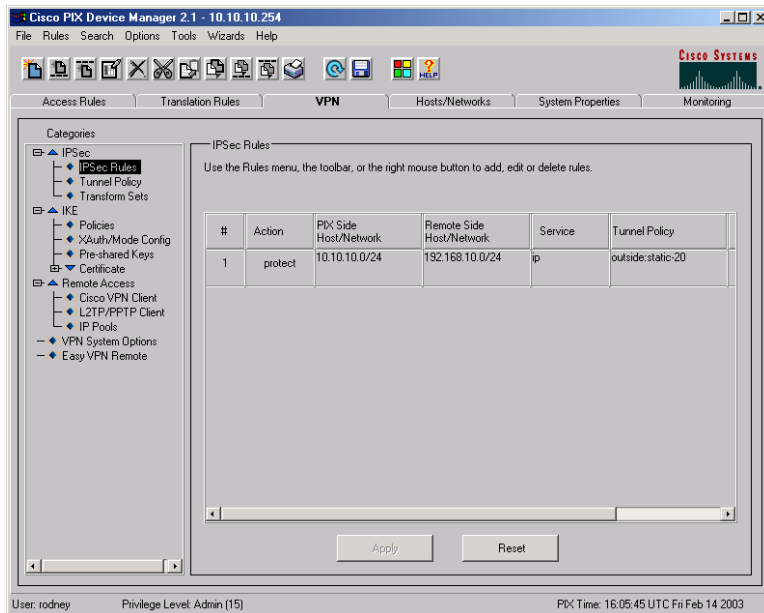 Cisco PIX Device Manager 2.1 - 10.10.10.254
File Rules Search Options Tools Wizards Help
CISCO SYSTEMS
HELP
Access Rules Translation Rules VPN Hosts/Networks System Properties Monitoring
Categories
IPSec
IPSec Rules
Tunnel Policy
Transform Sets
IKE
Policies
XAuth/Mode Config
Pre-shared Keys
Certificate
Remote Access
Cisco VPN Client
L2TP/PPTP Client
IP Pools
VPN System Options
Easy VPN Remote
IPSec Rules
Use the Rules menu, the toolbar, or the right mouse button to add, edit or delete rules.
# Action PIX Side Host/Network Remote Side Host/Network Service Tunnel Policy
1 protect 10.10.10.0/24 192.168.10.0/24 ip outside:static-20
Apply Reset
User: rodney Privilege Level: Admin (15) PIX Time: 16:05:45 UTC Fri Feb 14 2003